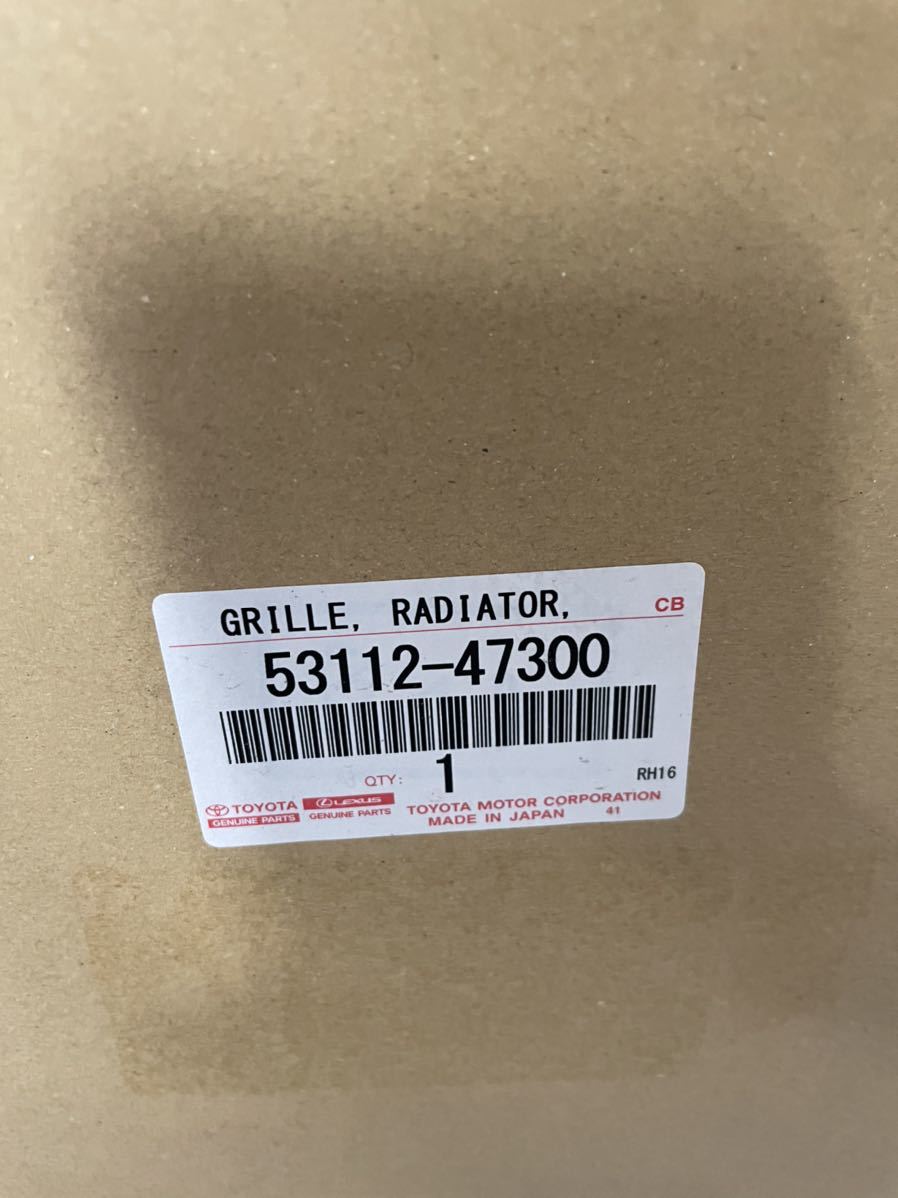 GRILLE, RADIATOR, CB
53112-47300
QTY: 1 RH16
TOYOTA LEXUS TOYOTA MOTOR CORPORATION
GENUINE PARTS GENUINE PARTS MADE IN JAPAN 41